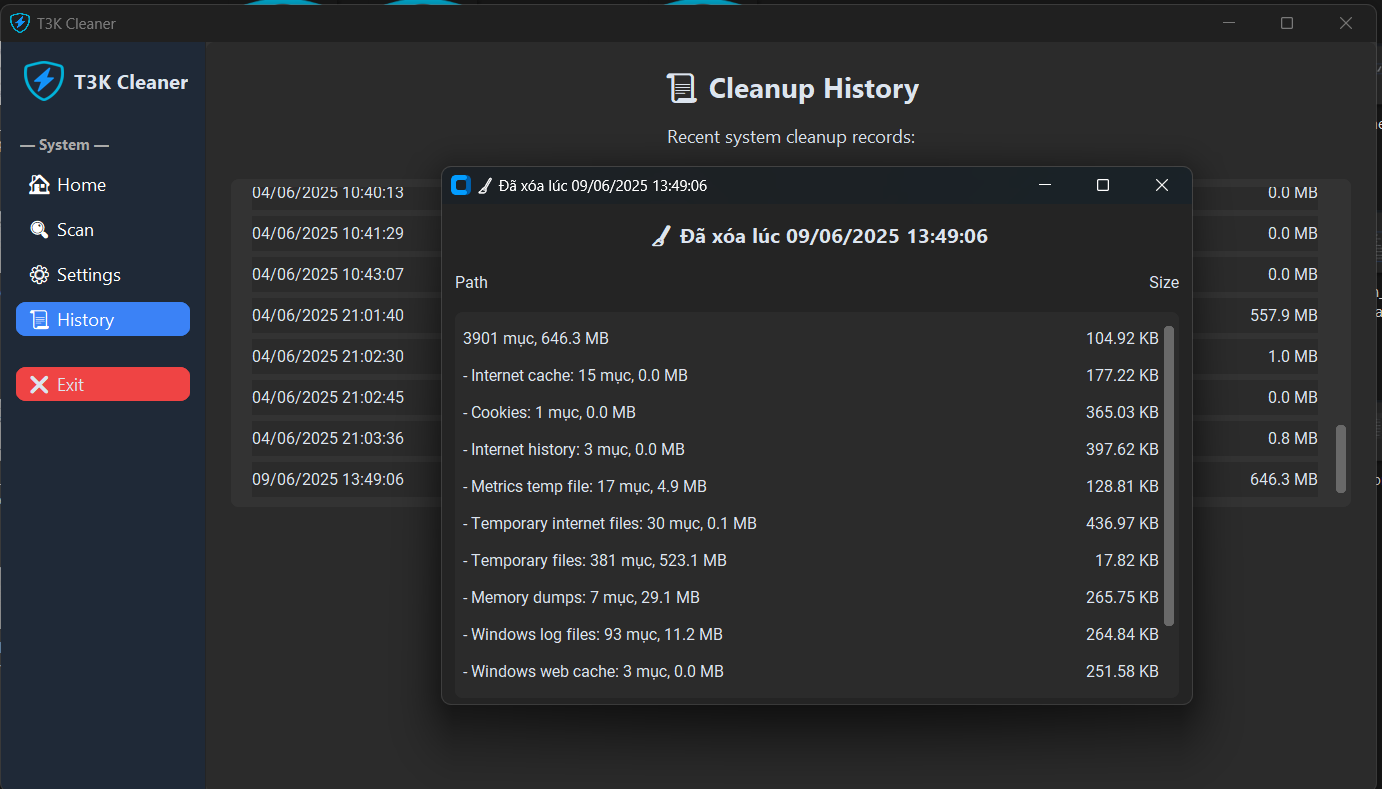 T3K Cleaner
T3K Cleaner
— System —
Home
Scan
Settings
History
Exit
Cleanup History
Recent system cleanup records:
04/06/2025 10:40:13 0.0 MB
04/06/2025 10:41:29 0.0 MB
04/06/2025 10:43:07 0.0 MB
04/06/2025 21:01:40 557.9 MB
04/06/2025 21:02:30 1.0 MB
04/06/2025 21:02:45 0.0 MB
04/06/2025 21:03:36 0.8 MB
09/06/2025 13:49:06 646.3 MB
Đã xóa lúc 09/06/2025 13:49:06
Đã xóa lúc 09/06/2025 13:49:06
Path Size
3901 mục, 646.3 MB 104.92 KB
- Internet cache: 15 mục, 0.0 MB 177.22 KB
- Cookies: 1 mục, 0.0 MB 365.03 KB
- Internet history: 3 mục, 0.0 MB 397.62 KB
- Metrics temp file: 17 mục, 4.9 MB 128.81 KB
- Temporary internet files: 30 mục, 0.1 MB 436.97 KB
- Temporary files: 381 mục, 523.1 MB 17.82 KB
- Memory dumps: 7 mục, 29.1 MB 265.75 KB
- Windows log files: 93 mục, 11.2 MB 264.84 KB
- Windows web cache: 3 mục, 0.0 MB 251.58 KB